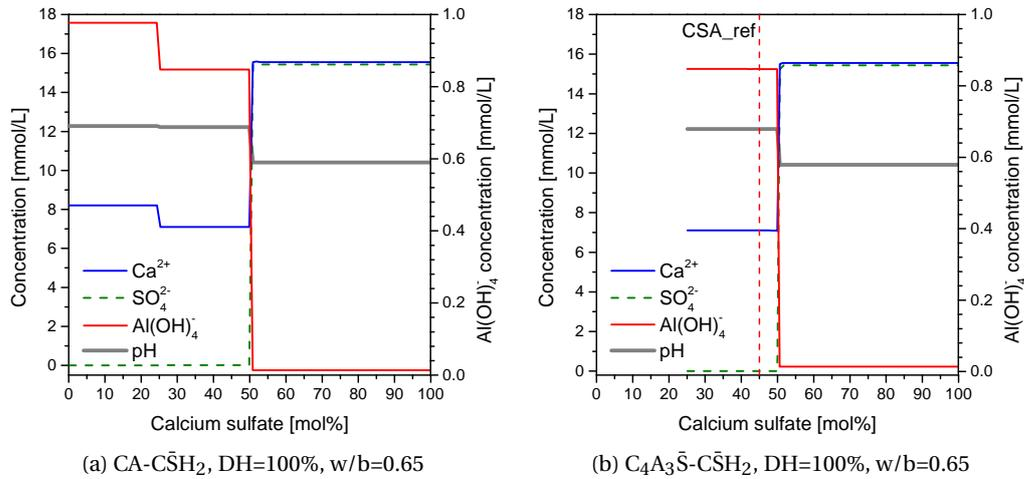 18
16
14
12
10
8
6
4
2
0
Concentration [mmol/L]
1.0
0.8
0.6
0.4
0.2
0.0
Al(OH)₄⁻ concentration [mmol/L]
Ca²⁺
SO₄²⁻
Al(OH)₄⁻
pH
0 10 20 30 40 50 60 70 80 90 100
Calcium sulfate [mol%]
(a) CA-CS̄H₂, DH=100%, w/b=0.65
18
16
14
12
10
8
6
4
2
0
Concentration [mmol/L]
CSA_ref
1.0
0.8
0.6
0.4
0.2
0.0
Al(OH)₄⁻ concentration [mmol/L]
Ca²⁺
SO₄²⁻
Al(OH)₄⁻
pH
0 10 20 30 40 50 60 70 80 90 100
Calcium sulfate [mol%]
(b) C₄A₃S̄-CS̄H₂, DH=100%, w/b=0.65